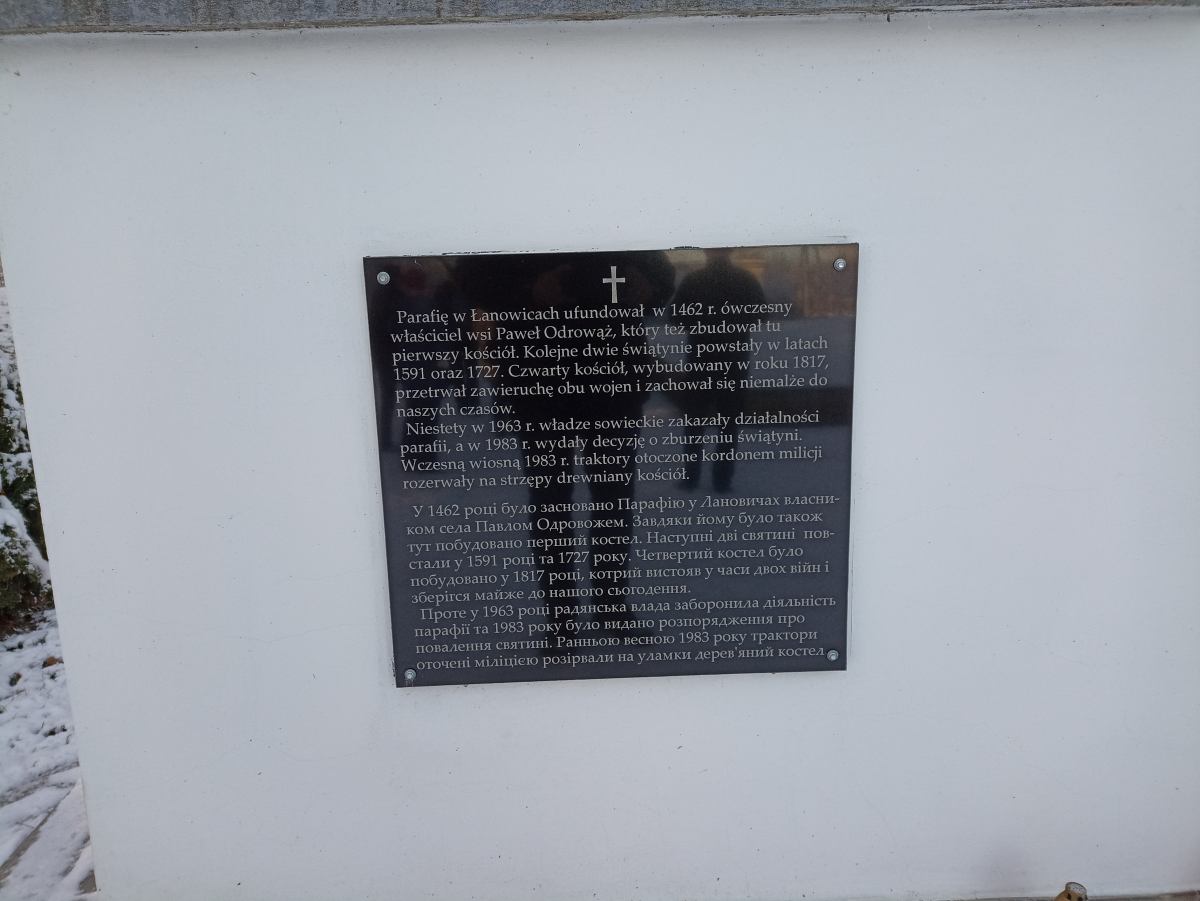 Parafię w Łanowicach ufundował w 1462 r. ówczesny
właściciel wsi Paweł Odrowąż, który też zbudował tu
pierwszy kościół. Kolejne dwie świątynie powstały w latach
1591 oraz 1727. Czwarty kościół, wybudowany w roku 1817,
przetrwał zawieruchę obu wojen i zachował się niemalże do
naszych czasów.
Niestety w 1963 r. władze sowieckie zakazały działalności
parafii, a w 1983 r. wydały decyzję o zburzeniu świątyni.
Wczesną wiosną 1983 r. traktory otoczone kordonem milicji
rozerwały na strzępy drewniany kościół.
У 1462 році було засновано Парафію у Лановичах власни-
ком села Павлом Одровожем. Завдяки йому було також
тут побудовано перший костел. Наступні дві святині пов-
стали у 1591 році та 1727 року. Четвертий костел було
побудовано у 1817 році, котрий вистояв у часи двох війн і
зберігся майже до нашого сьогодення.
Проте у 1963 році радянська влада заборонила діяльність
парафії та 1983 року було видано розпорядження про
повалення святині. Ранньою весною 1983 року трактори
оточені міліцією розірвали на уламки дерев'яний костел